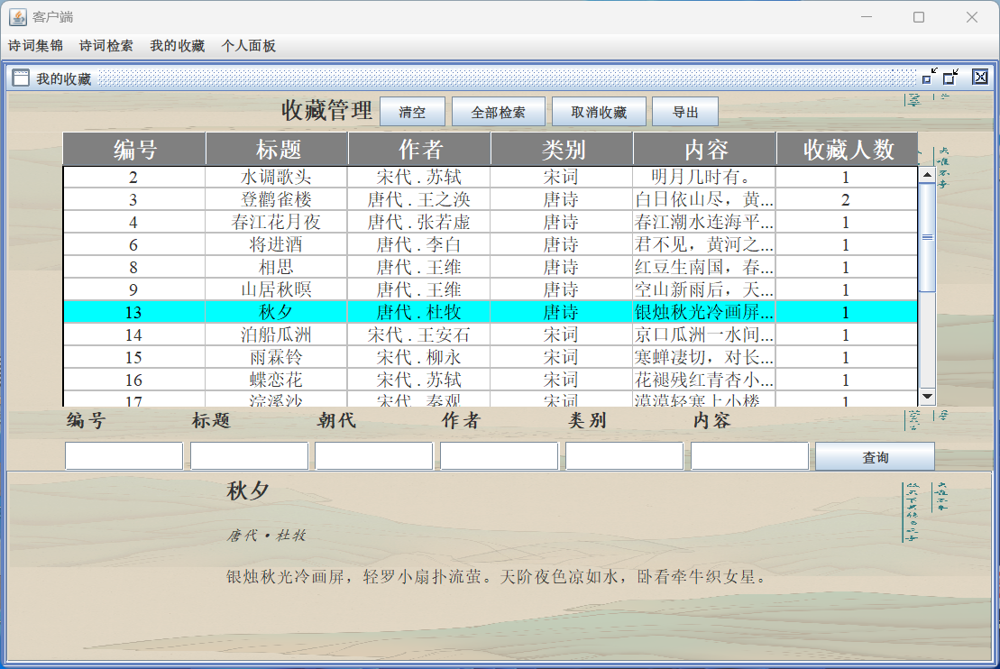 客户端
诗词集锦 诗词检索 我的收藏 个人面板
我的收藏
收藏管理 清空 全部检索 取消收藏 导出
编号 标题 作者 类别 内容 收藏人数
2 水调歌头 宋代 . 苏轼 宋词 明月几时有。 1
3 登鹳雀楼 唐代 . 王之涣 唐诗 白日依山尽，黄... 2
4 春江花月夜 唐代 . 张若虚 唐诗 春江潮水连海平... 1
6 将进酒 唐代 . 李白 唐诗 君不见，黄河之... 1
8 相思 唐代 . 王维 唐诗 红豆生南国，春... 1
9 山居秋暝 唐代 . 王维 唐诗 空山新雨后，天... 1
13 秋夕 唐代 . 杜牧 唐诗 银烛秋光冷画屏... 1
14 泊船瓜洲 宋代 . 王安石 宋词 京口瓜洲一水间... 1
15 雨霖铃 宋代 . 柳永 宋词 寒蝉凄切，对长... 1
16 蝶恋花 宋代 . 苏轼 宋词 花褪残红青杏小... 1
17 浣溪沙 宋代 . 秦观 宋词 漠漠轻寒上小楼 1
编号 标题 朝代 作者 类别 内容
查询
秋夕
唐代·杜牧
银烛秋光冷画屏，轻罗小扇扑流萤。天阶夜色凉如水，卧看牵牛织女星。